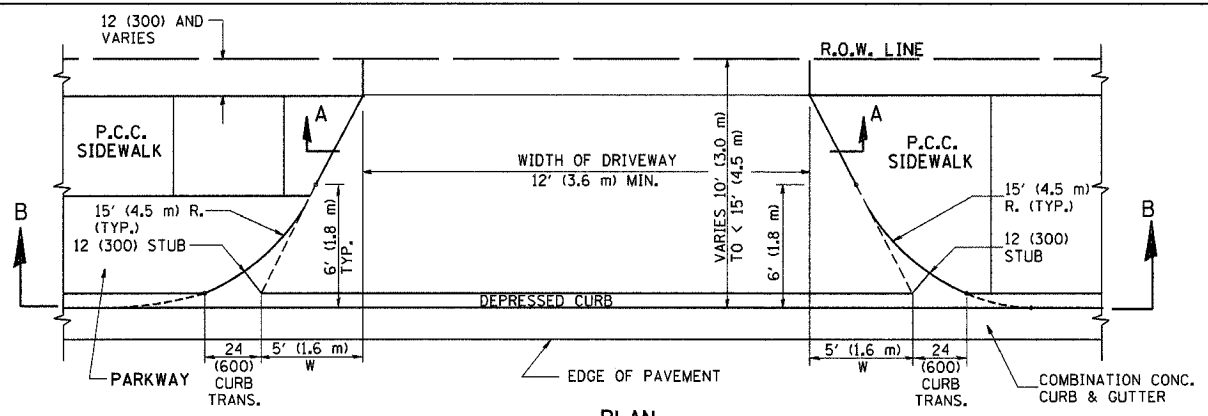 12 (300) AND
VARIES
R.O.W. LINE
A
A
P.C.C.
SIDEWALK
P.C.C.
SIDEWALK
WIDTH OF DRIVEWAY
12' (3.6 m) MIN.
VARIES 10' (3.0 m)
TO < 15' (4.5 m)
B
B
15' (4.5 m) R.
(TYP.)
12 (300) STUB
6' (1.8 m)
TYP.
6' (1.8 m)
15' (4.5 m)
R. (TYP.)
12 (300)
STUB
DEPRESSED CURB
PARKWAY
24
(600)
CURB
TRANS.
5' (1.6 m)
W
EDGE OF PAVEMENT
5' (1.6 m)
W
24
(600)
CURB
TRANS.
COMBINATION CONC.
CURB & GUTTER
PLAN